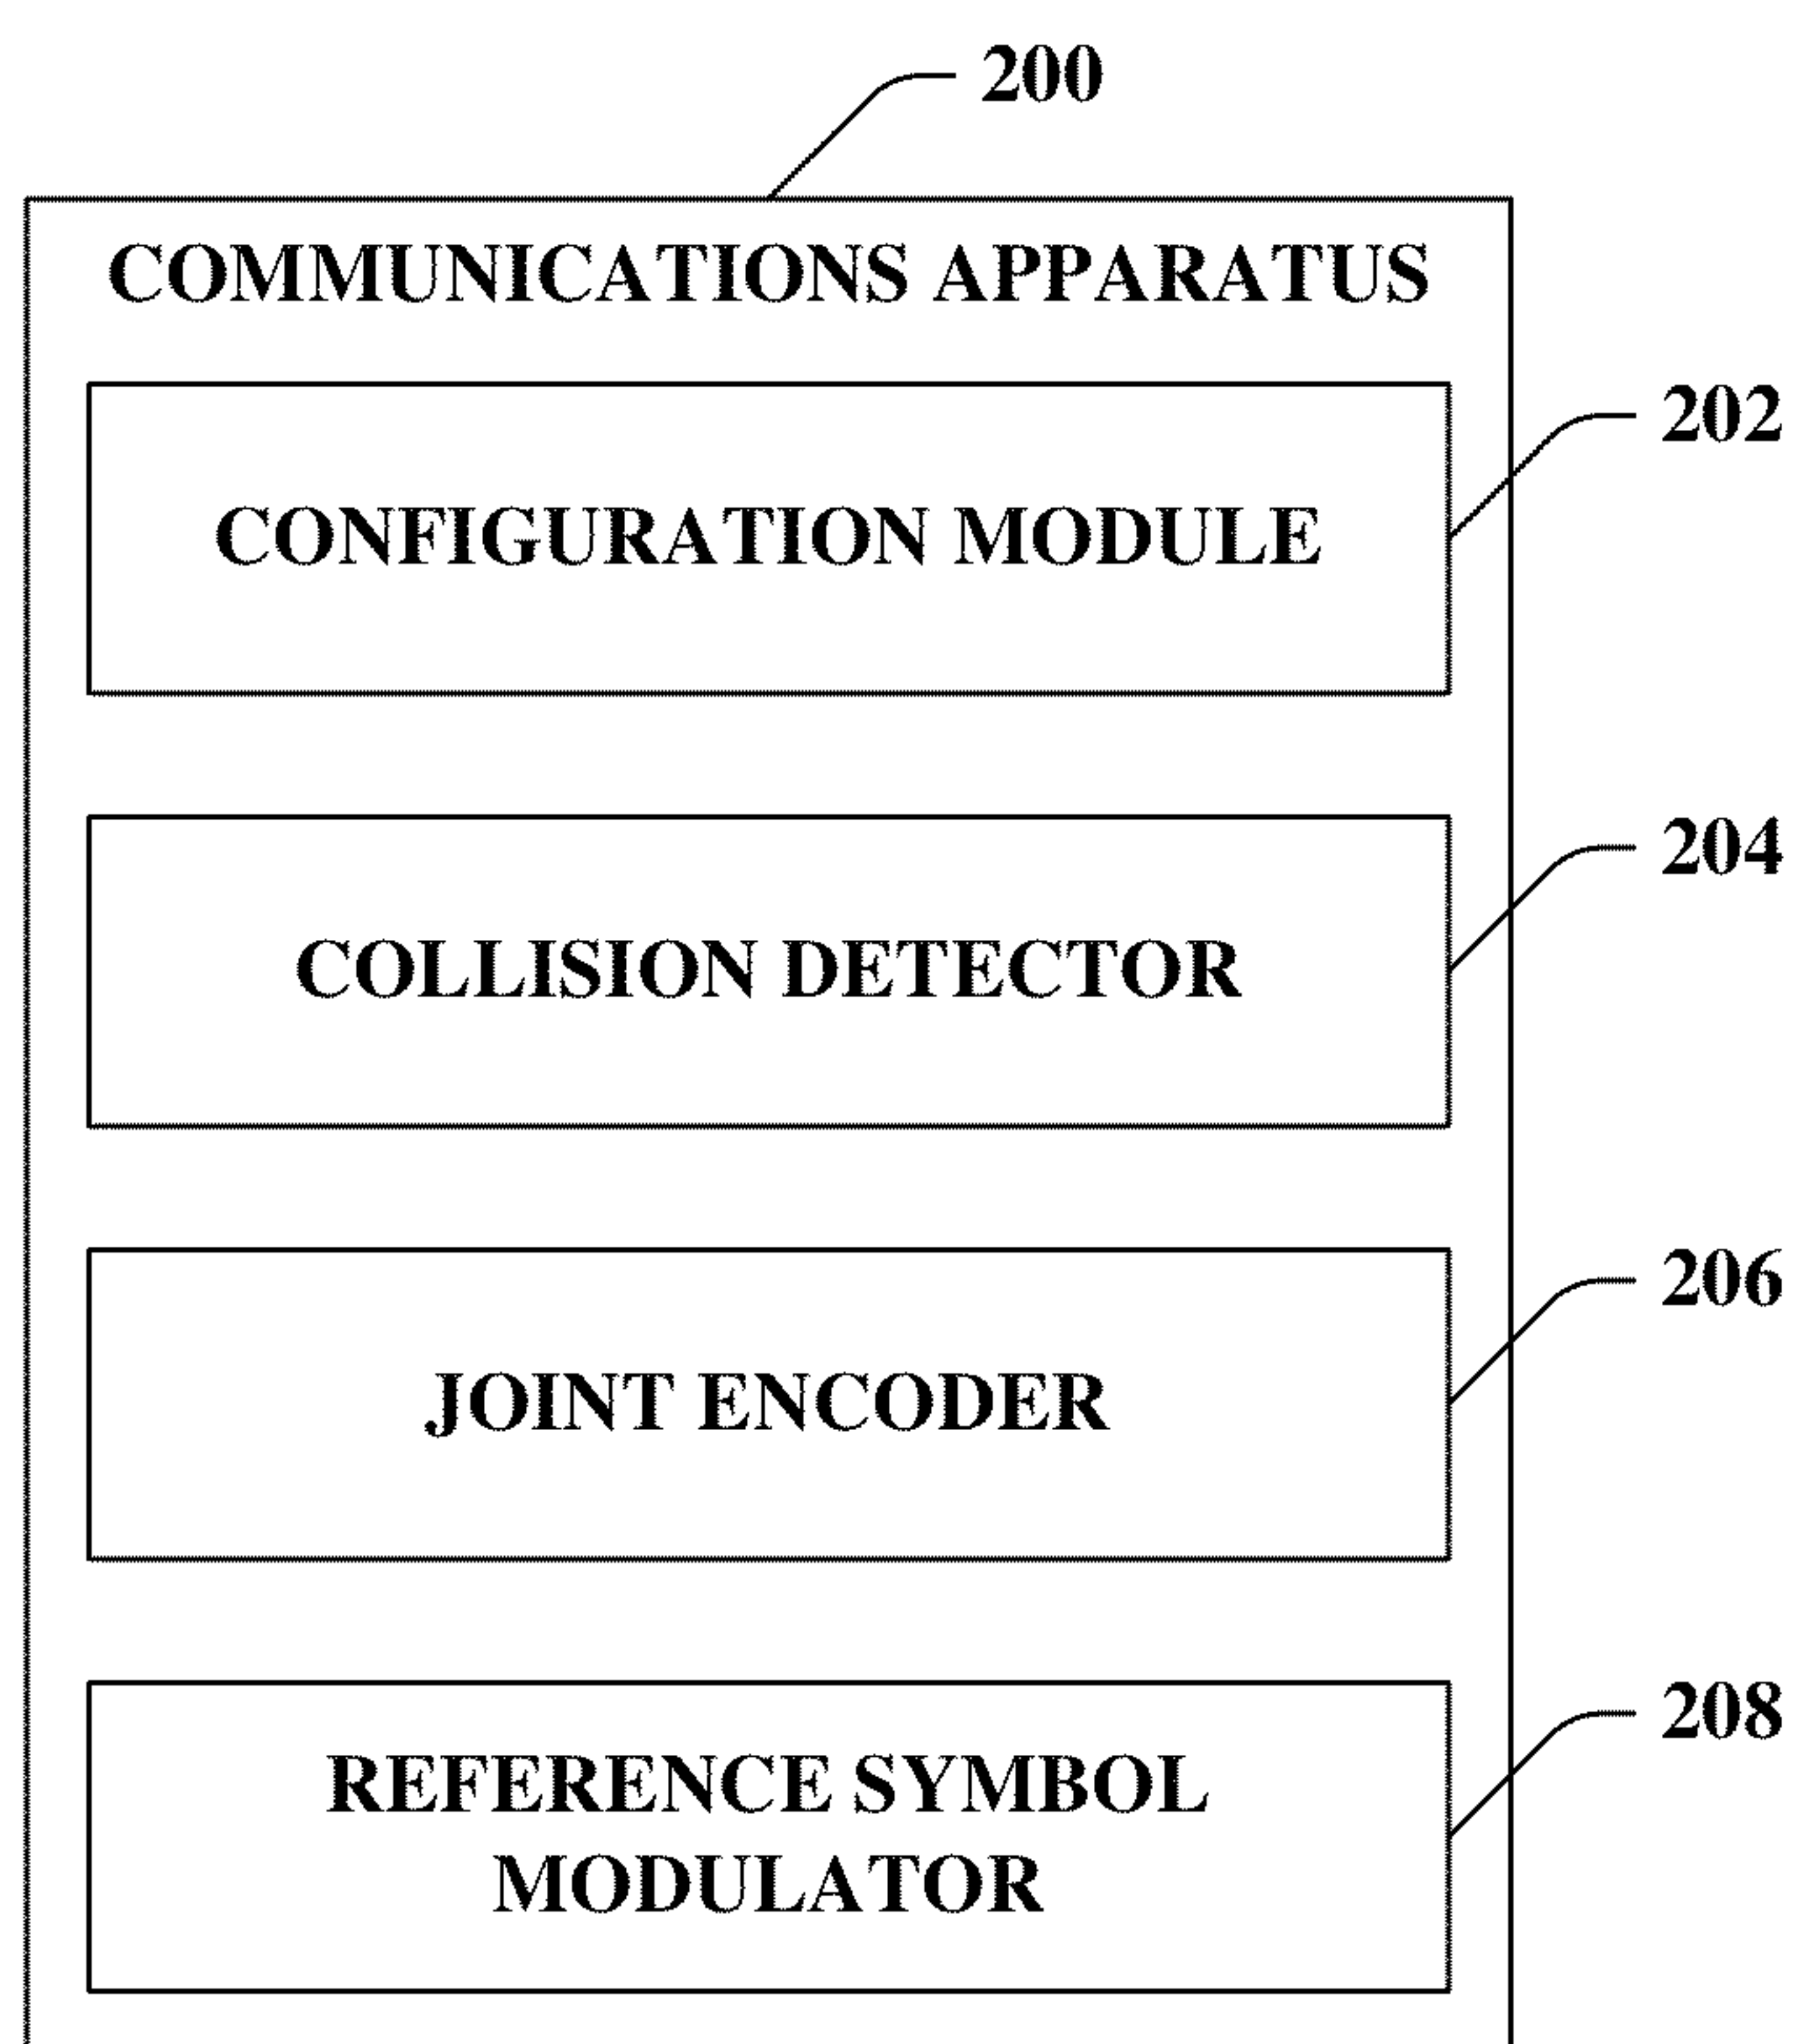 200
COMMUNICATIONS APPARATUS
202
CONFIGURATION MODULE
204
COLLISION DETECTOR
206
JOINT ENCODER
208
REFERENCE SYMBOL
MODULATOR